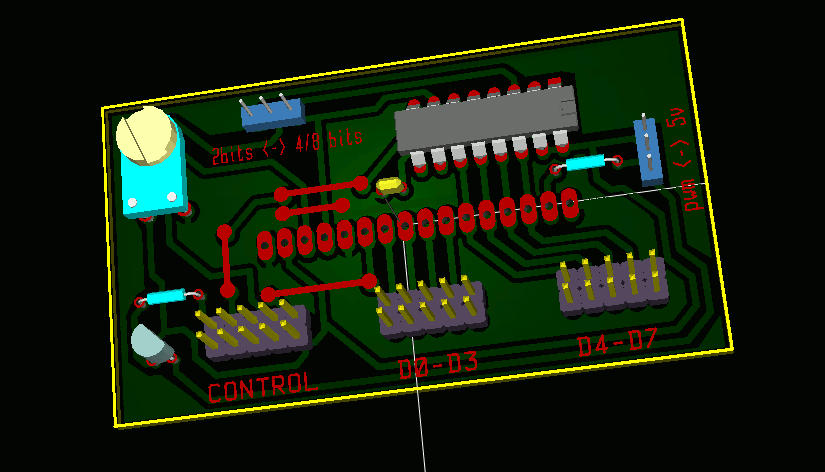 2bits <-> 4/8 bits
pwm <-> 5V
D4-D7
D0-D3
CONTROL